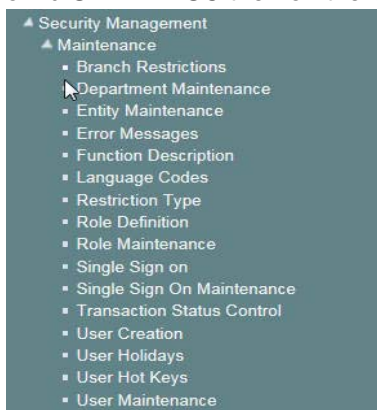 Security Management
Maintenance
Branch Restrictions
Department Maintenance
Entity Maintenance
Error Messages
Function Description
Language Codes
Restriction Type
Role Definition
Role Maintenance
Single Sign on
Single Sign On Maintenance
Transaction Status Control
User Creation
User Holidays
User Hot Keys
User Maintenance